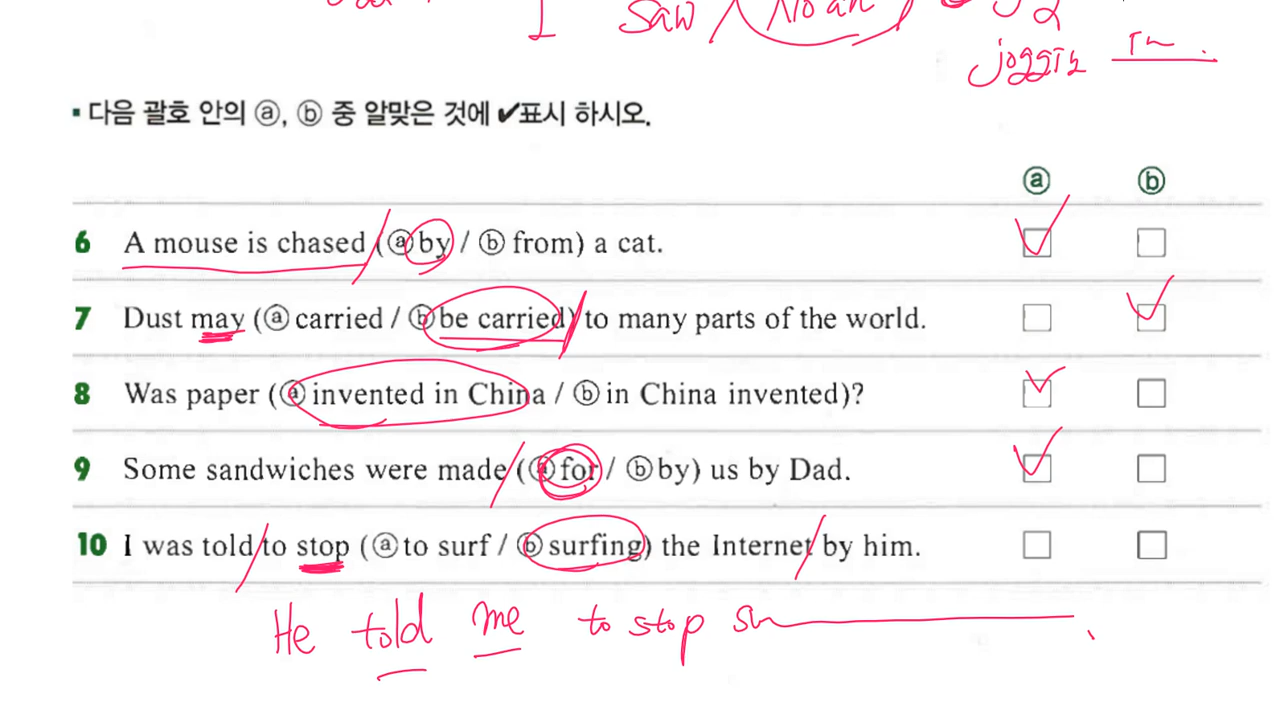 I saw Noah
jogging
▪ 다음 괄호 안의 ⓐ, ⓑ 중 알맞은 것에 ✔표시 하시오.
ⓐ ⓑ
6 A mouse is chased (ⓐ by / ⓑ from) a cat.
7 Dust may (ⓐ carried / ⓑ be carried) to many parts of the world.
8 Was paper (ⓐ invented in China / ⓑ in China invented)?
9 Some sandwiches were made (ⓐ for / ⓑ by) us by Dad.
10 I was told to stop (ⓐ to surf / ⓑ surfing) the Internet by him.
He told me to stop su